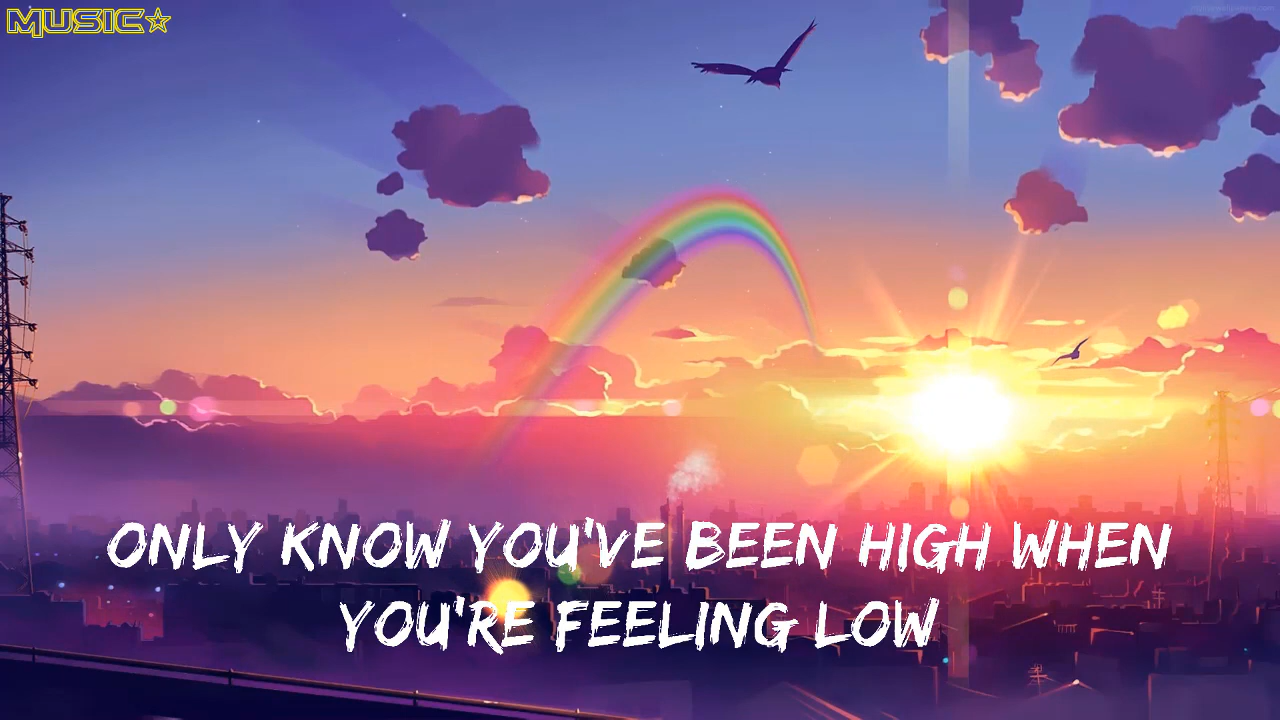 MUSIC☆
ONLY KNOW YOU'VE BEEN HIGH WHEN
YOU'RE FEELING LOW